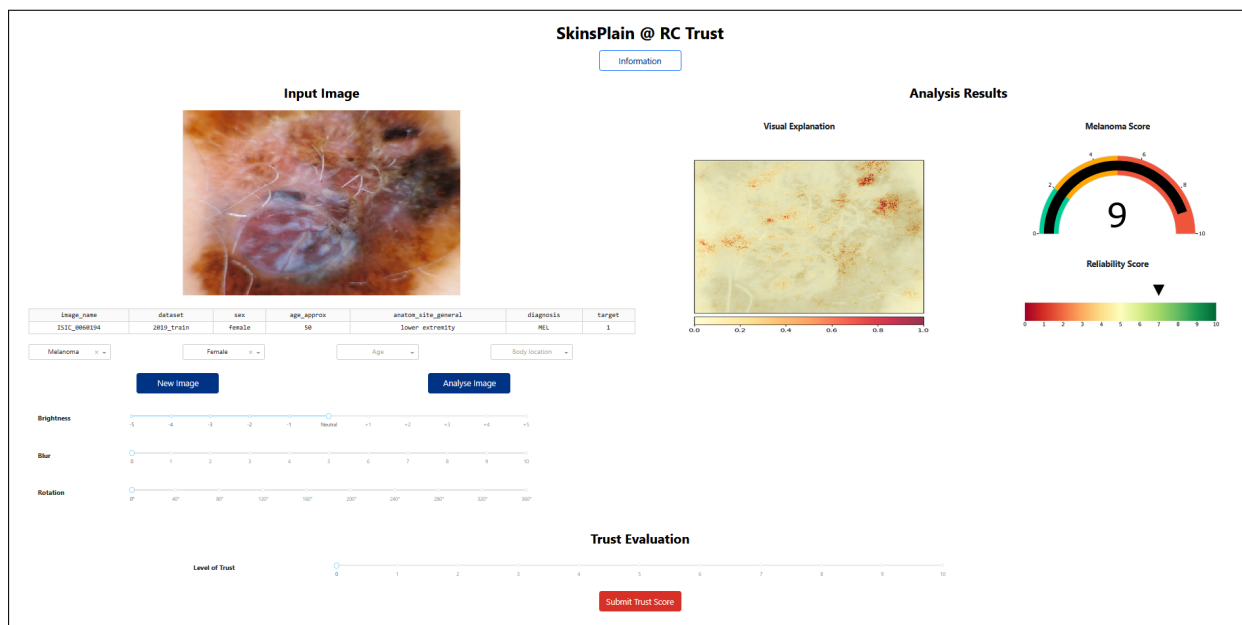 SkinsPlain @ RC Trust
Information
Input Image
image_name dataset sex age_approx anatom_site_general diagnosis target
ISIC_0060194 2019_train female 50 lower extremity MEL 1
Melanoma × Female × Age Body location
New Image Analyse Image
Brightness
-5 -4 -3 -2 -1 Neutral +1 +2 +3 +4 +5
Blur
0 1 2 3 4 5 6 7 8 9 10
Rotation
0° 40° 80° 120° 160° 200° 240° 280° 320° 360°
Analysis Results
Visual Explanation
0.0 0.2 0.4 0.6 0.8 1.0
Melanoma Score
0 2 4 6 8 10
9
Reliability Score
0 1 2 3 4 5 6 7 8 9 10
Trust Evaluation
Level of Trust
0 1 2 3 4 5 6 7 8 9 10
Submit Trust Score